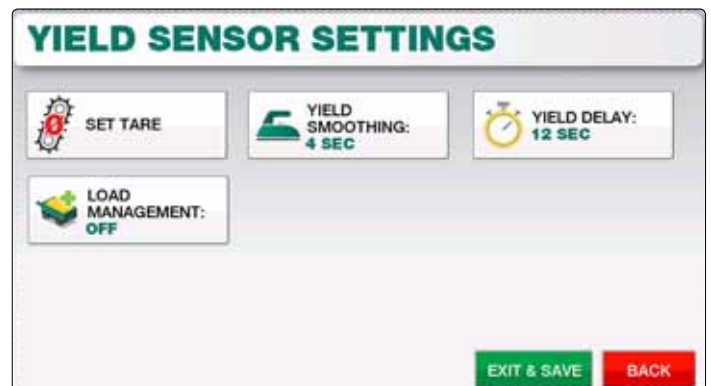 YIELD SENSOR SETTINGS
SET TARE
YIELD
SMOOTHING:
4 SEC
YIELD DELAY:
12 SEC
LOAD
MANAGEMENT:
OFF
EXIT & SAVE
BACK